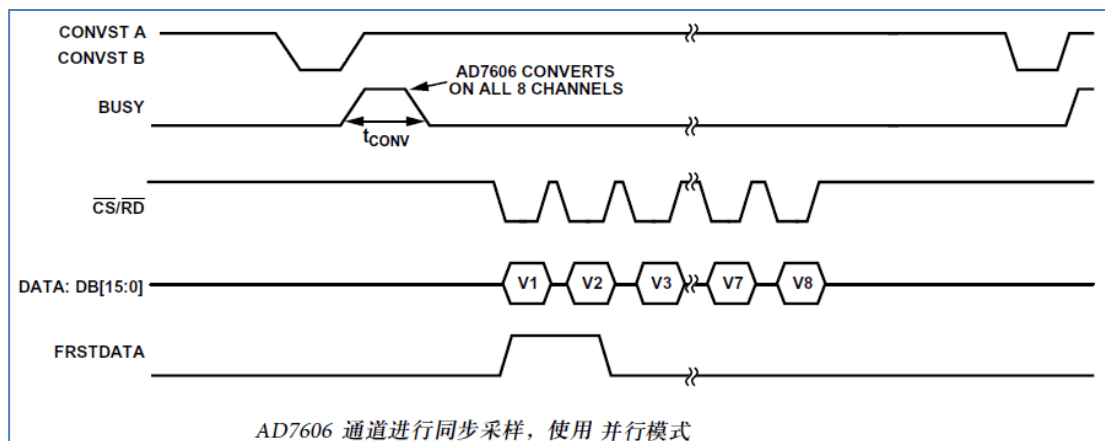 CONVST A
CONVST B
AD7606 CONVERTS
ON ALL 8 CHANNELS
BUSY
tCONV
CS/RD
DATA: DB[15:0]
V1
V2
V3
V7
V8
FRSTDATA
AD7606 通道进行同步采样，使用 并行模式